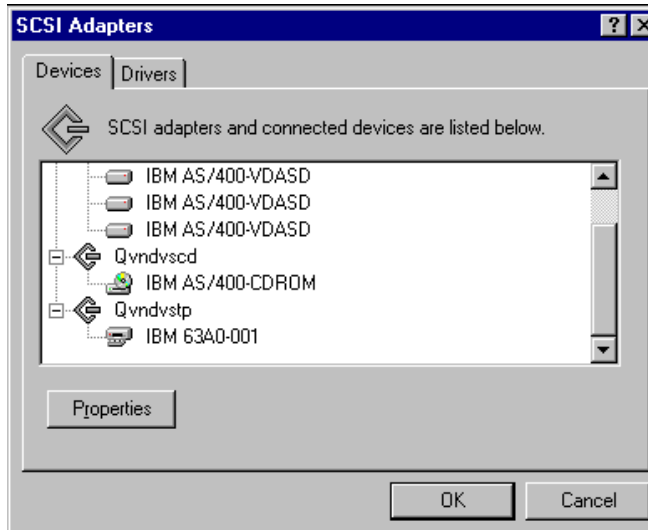 SCSI Adapters
Devices Drivers
SCSI adapters and connected devices are listed below.
IBM AS/400-VDASD
IBM AS/400-VDASD
IBM AS/400-VDASD
Qvndvscd
IBM AS/400-CDROM
Qvndvstp
IBM 63A0-001
Properties
OK Cancel